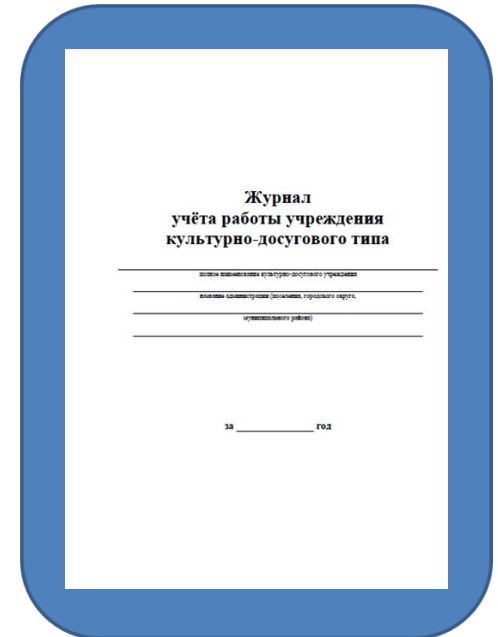 Журнал
учёта работы учреждения
культурно-досугового типа
полное наименование культурно-досугового учреждения
название администрации (поселения, городского округа,
муниципального района)
за ______________ год